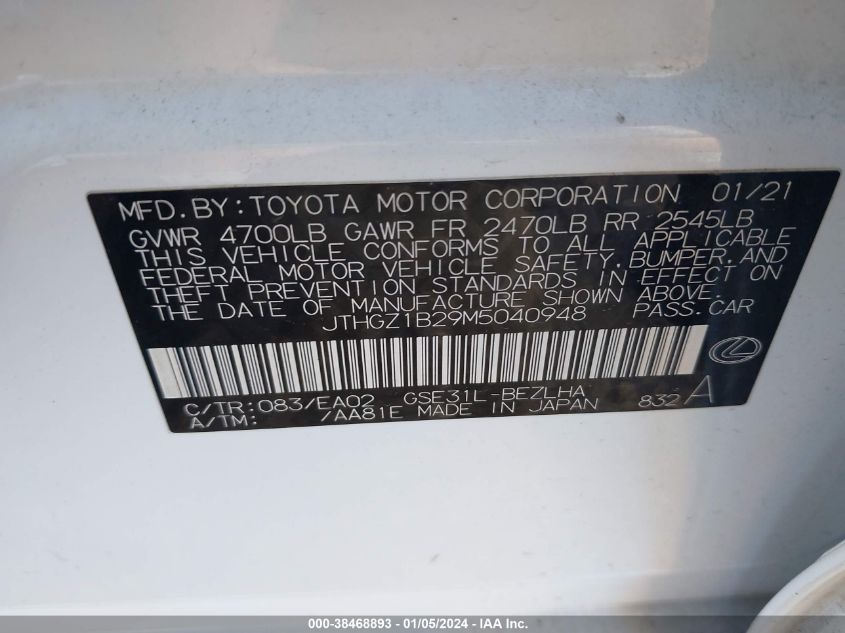 MFD.BY:TOYOTA MOTOR CORPORATION 01/21
GVWR 4700LB GAWR FR 2470LB RR 2545LB
THIS VEHICLE CONFORMS TO ALL APPLICABLE
FEDERAL MOTOR VEHICLE SAFETY, BUMPER, AND
THEFT PREVENTION STANDARDS IN EFFECT ON
THE DATE OF MANUFACTURE SHOWN ABOVE.
JTHGZ1B29M5040948 PASS.CAR
C/TR:083/EA02 GSE31L-BEZLHA
A/TM: /AA81E MADE IN JAPAN 832 A
000-38468893 - 01/05/2024 - IAA Inc.